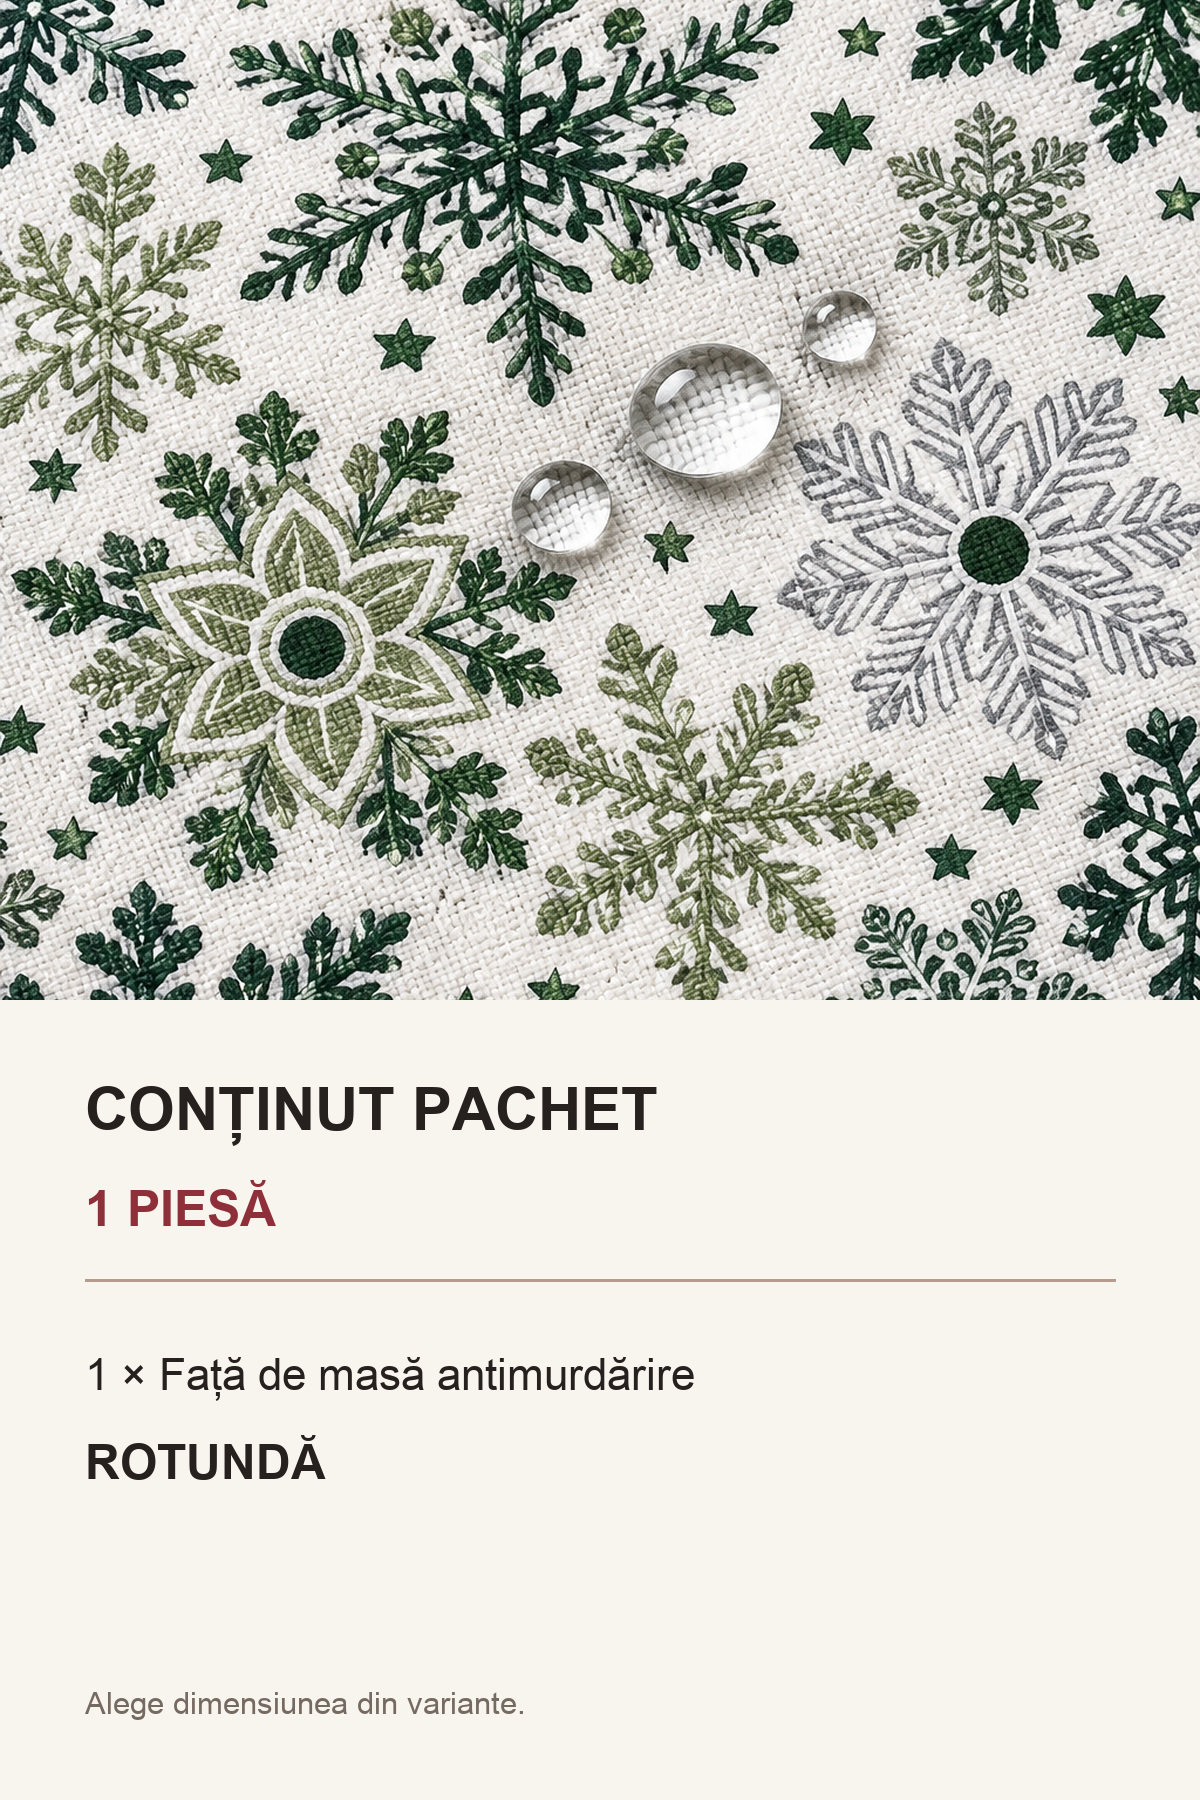 CONȚINUT PACHET
1 PIESĂ
1 × Față de masă antimurdărire
ROTUNDĂ
Alege dimensiunea din variante.